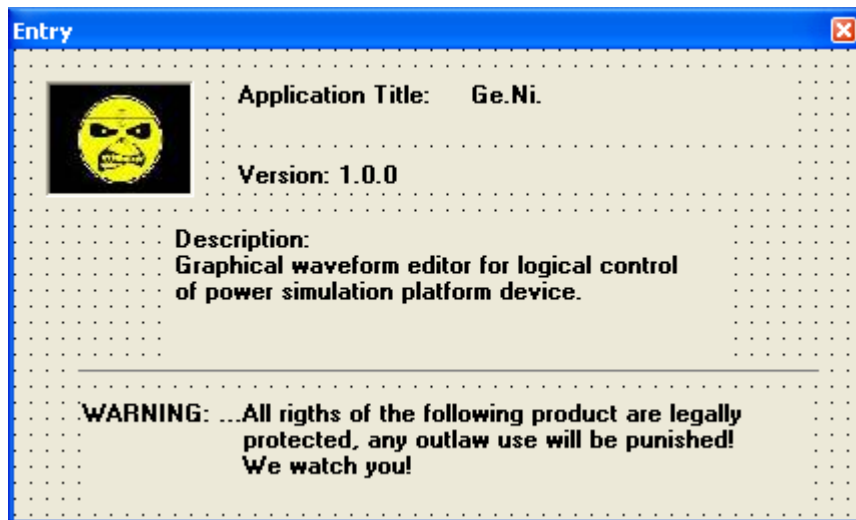 Entry
Application Title: Ge.Ni.
Version: 1.0.0
Description:
Graphical waveform editor for logical control
of power simulation platform device.
WARNING: ...All rigths of the following product are legally
protected, any outlaw use will be punished!
We watch you!